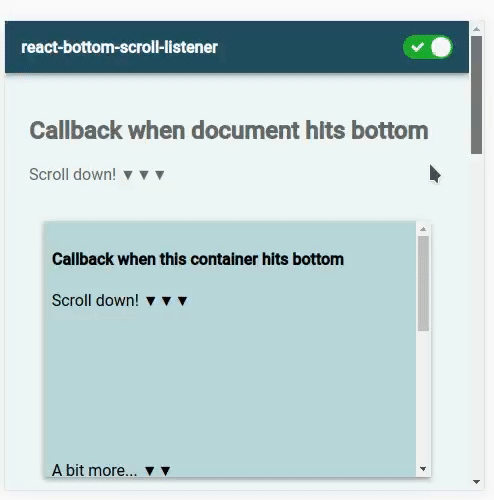 react-bottom-scroll-listener
Callback when document hits bottom
Scroll down! ▼ ▼ ▼
Callback when this container hits bottom
Scroll down! ▼ ▼ ▼
A bit more... ▼ ▼